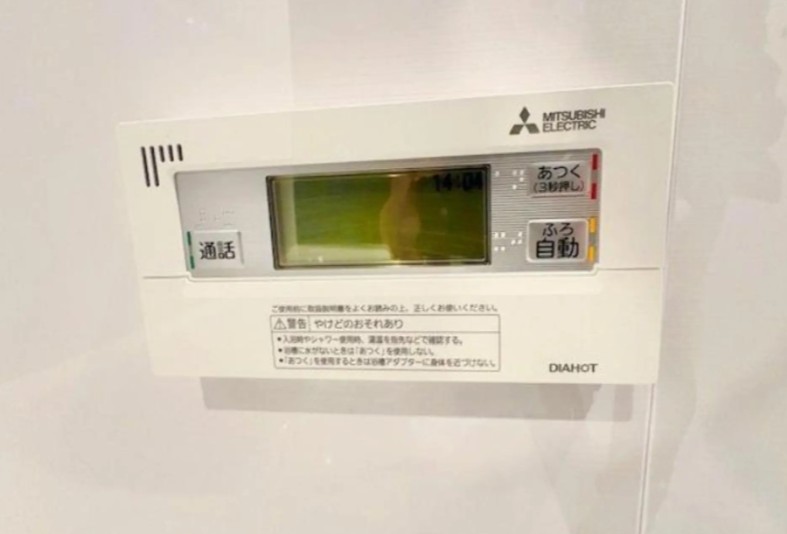 MITSUBISHI
ELECTRIC
14:04
あつく
(3秒押し)
通話
ふろ
自動
ご使用前に取扱説明書をよくお読みの上、正しくお使いください。
警告 やけどのおそれあり
•入浴時やシャワー使用時、湯温を指先などで確認する。
•浴槽に水がないときは「あつく」を使用しない。
•「あつく」を使用するときは浴槽アダプターに身体を近づけない。
DIAHOT